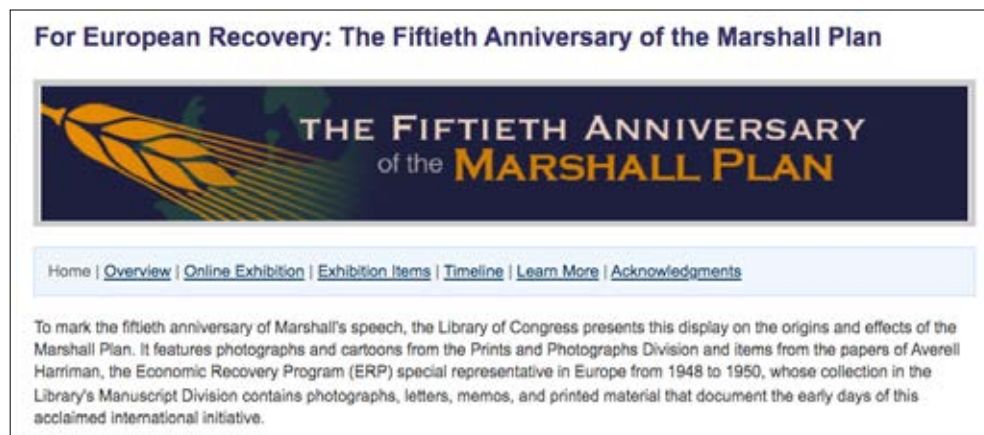 For European Recovery: The Fiftieth Anniversary of the Marshall Plan
THE FIFTIETH ANNIVERSARY
of the MARSHALL PLAN
Home | Overview | Online Exhibition | Exhibition Items | Timeline | Learn More | Acknowledgments
To mark the fiftieth anniversary of Marshall's speech, the Library of Congress presents this display on the origins and effects of the
Marshall Plan. It features photographs and cartoons from the Prints and Photographs Division and items from the papers of Averell
Harriman, the Economic Recovery Program (ERP) special representative in Europe from 1948 to 1950, whose collection in the
Library's Manuscript Division contains photographs, letters, memos, and printed material that document the early days of this
acclaimed international initiative.